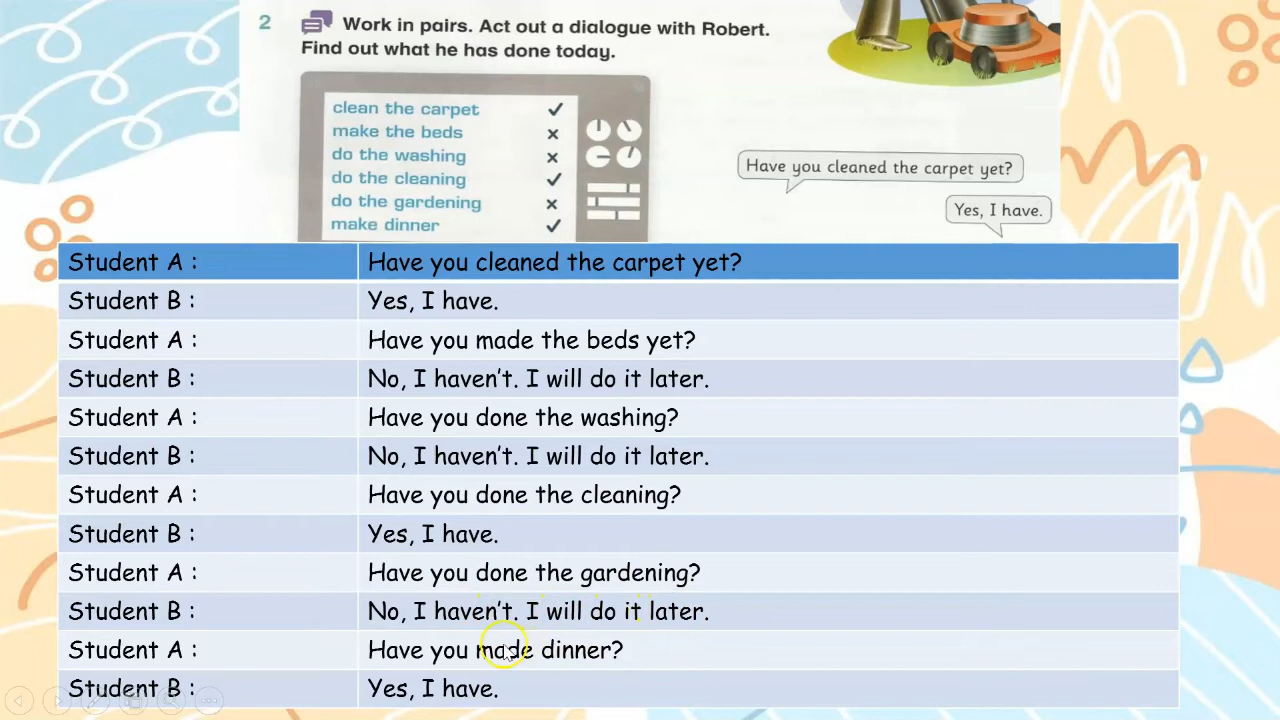 2 Work in pairs. Act out a dialogue with Robert.
Find out what he has done today.
clean the carpet ✓
make the beds ✗
do the washing ✗
do the cleaning ✓
do the gardening ✗
make dinner ✓
Have you cleaned the carpet yet?
Yes, I have.
Student A : Have you cleaned the carpet yet?
Student B : Yes, I have.
Student A : Have you made the beds yet?
Student B : No, I haven't. I will do it later.
Student A : Have you done the washing?
Student B : No, I haven't. I will do it later.
Student A : Have you done the cleaning?
Student B : Yes, I have.
Student A : Have you done the gardening?
Student B : No, I haven't. I will do it later.
Student A : Have you made dinner?
Student B : Yes, I have.